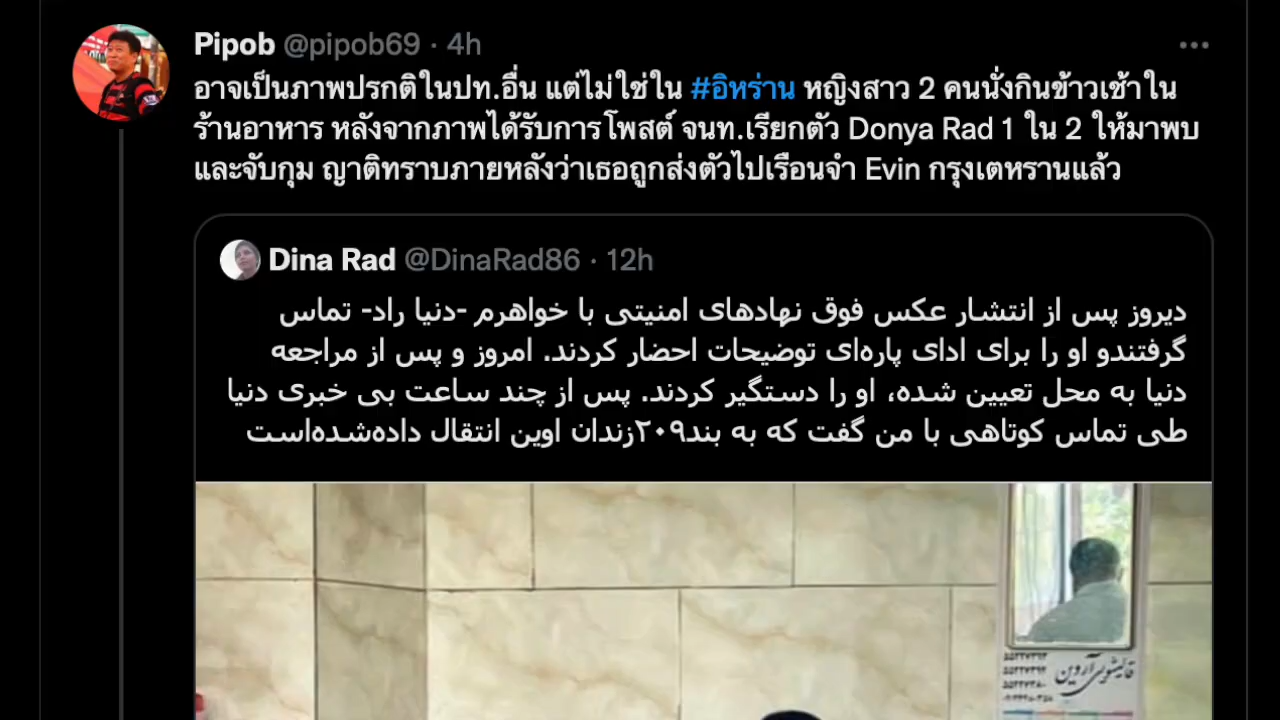 Pipob @pipob69 · 4h
อาจเป็นภาพปรกติในปท.อื่น แต่ไม่ใช่ใน #อิหร่าน หญิงสาว 2 คนนั่งกินข้าวเช้าใน
ร้านอาหาร หลังจากภาพได้รับการโพสต์ จนท.เรียกตัว Donya Rad 1 ใน 2 ให้มาพบ
และจับกุม ญาติทราบภายหลังว่าเธอถูกส่งตัวไปเรือนจำ Evin กรุงเตหะรานแล้ว
Dina Rad @DinaRad86 · 12h
دیروز پس از انتشار عکس فوق نهادهای امنیتی با خواهرم -دنیا راد- تماس
گرفتندو او را برای ادای پاره‌ای توضیحات احضار کردند. امروز و پس از مراجعه
دنیا به محل تعیین شده، او را دستگیر کردند. پس از چند ساعت بی خبری دنیا
طی تماس کوتاهی با من گفت که به بند۲۰۹زندان اوین انتقال داده‌شده‌است
قالیشویی آروین